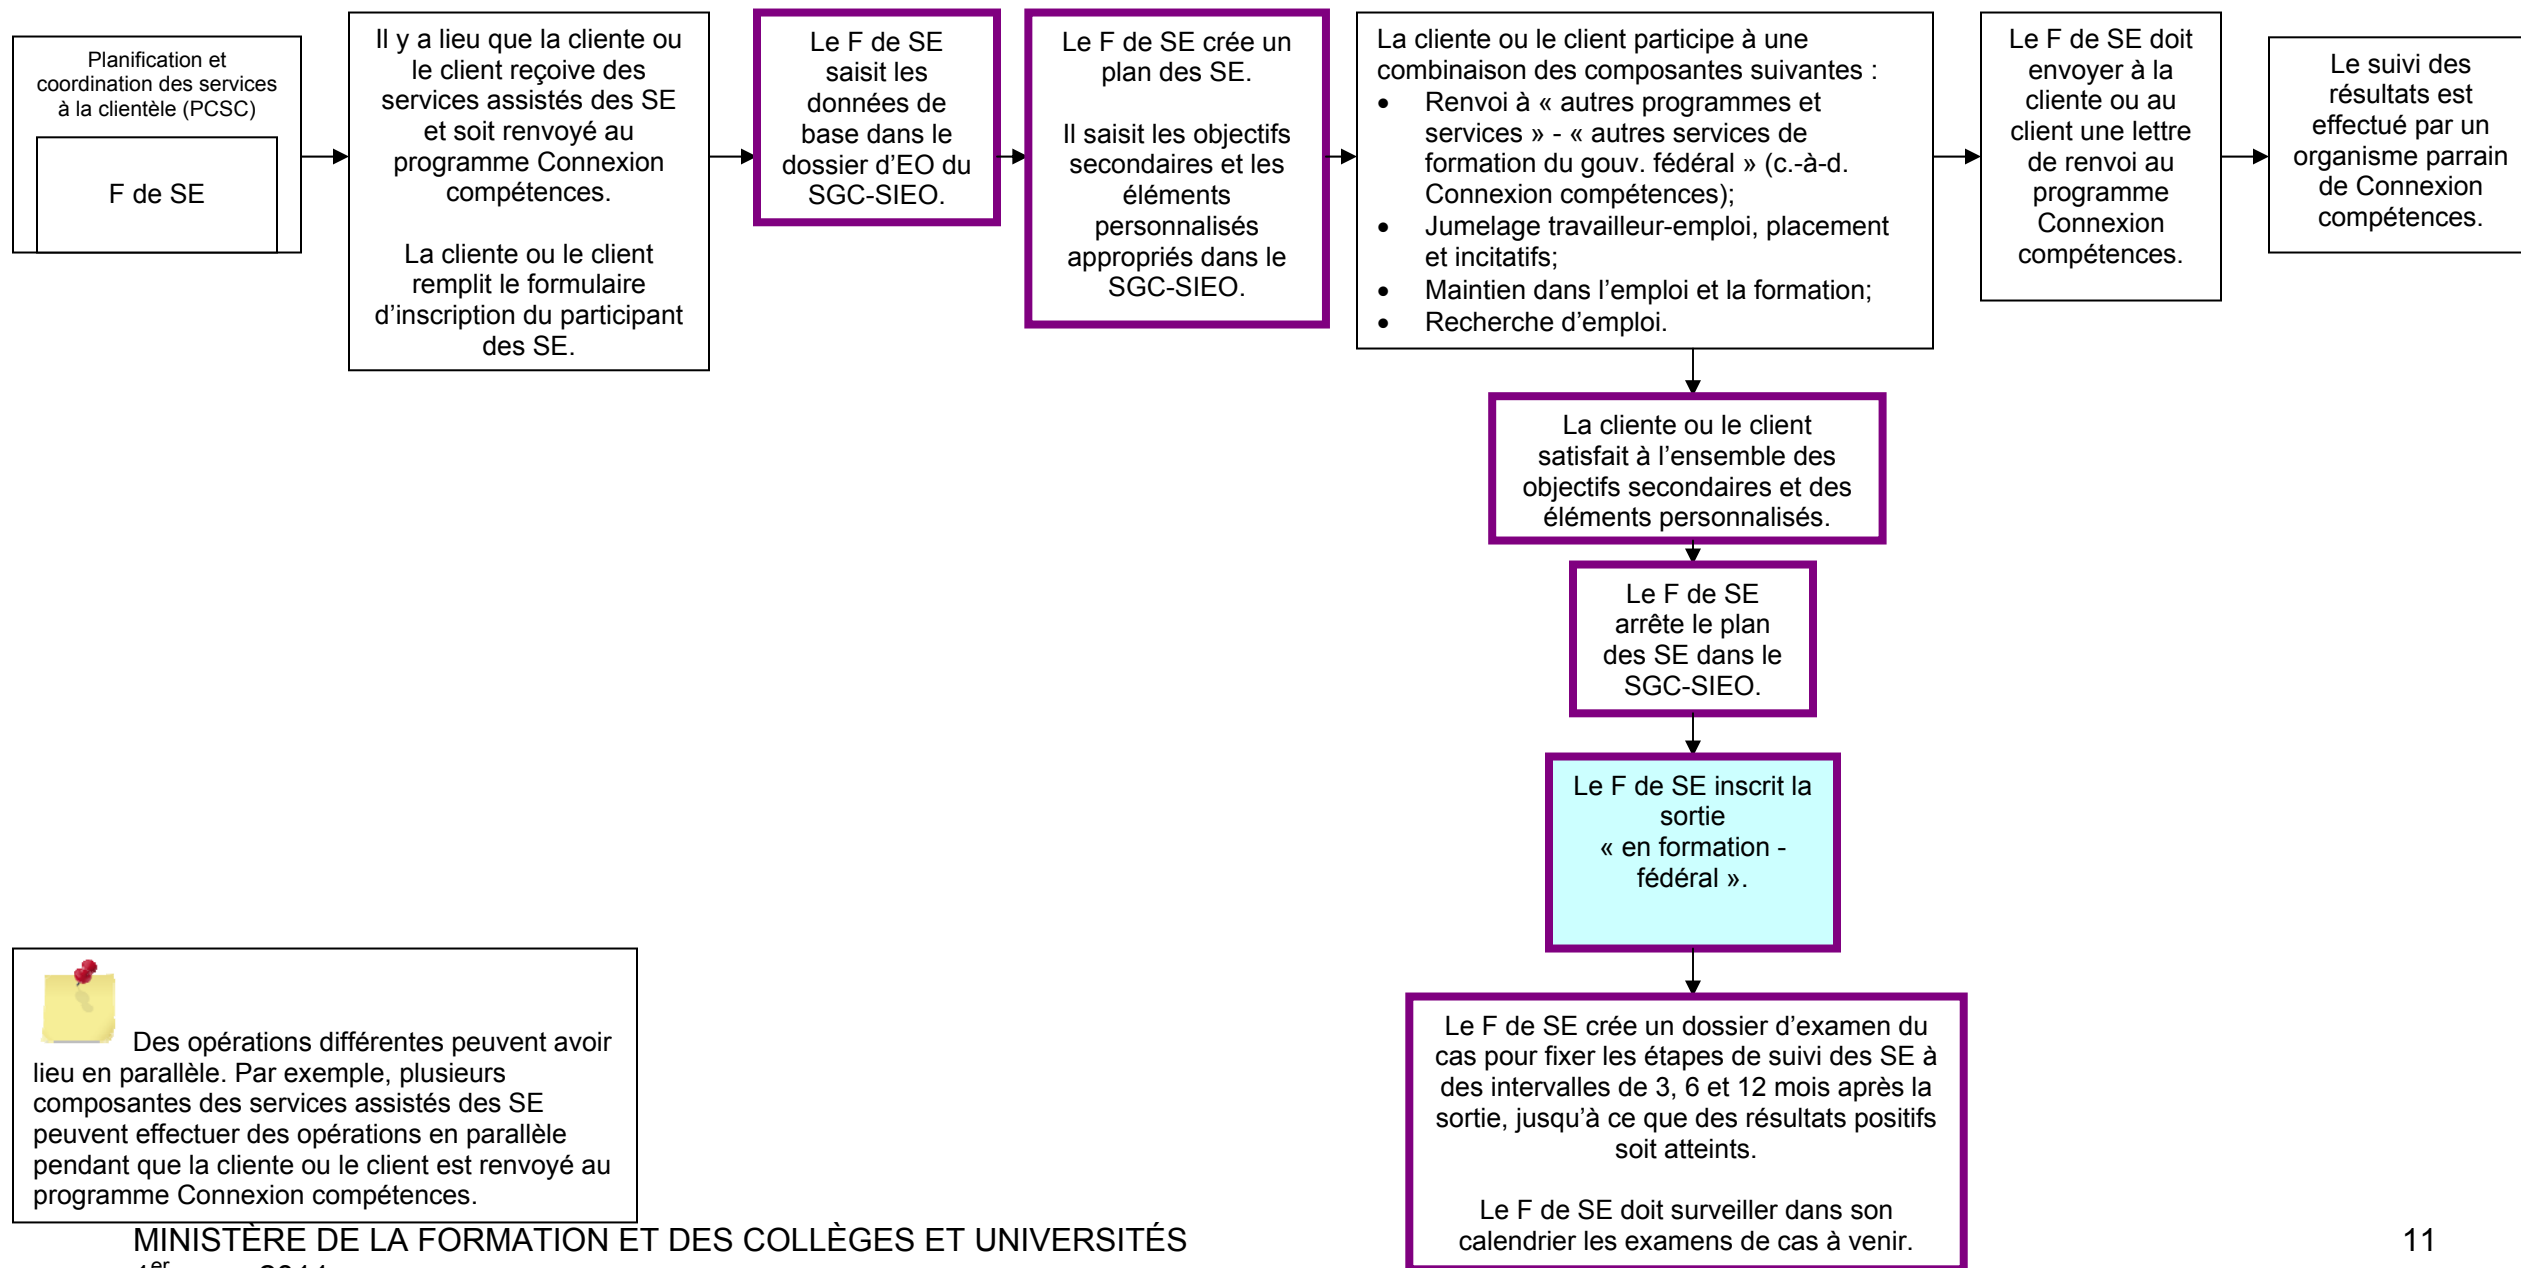 Planification et
coordination des services
à la clientèle (PCSC)
F de SE
Il y a lieu que la cliente ou
le client reçoive des
services assistés des SE
et soit renvoyé au
programme Connexion
compétences.
La cliente ou le client
remplit le formulaire
d’inscription du participant
des SE.
Le F de SE
saisit les
données de
base dans le
dossier d’EO du
SGC-SIEO.
Le F de SE crée un
plan des SE.
Il saisit les objectifs
secondaires et les
éléments
personnalisés
appropriés dans le
SGC-SIEO.
La cliente ou le client participe à une
combinaison des composantes suivantes :
• Renvoi à « autres programmes et
services » - « autres services de
formation du gouv. fédéral » (c.-à-d.
Connexion compétences);
• Jumelage travailleur-emploi, placement
et incitatifs;
• Maintien dans l’emploi et la formation;
• Recherche d’emploi.
Le F de SE doit
envoyer à la
cliente ou au
client une lettre
de renvoi au
programme
Connexion
compétences.
Le suivi des
résultats est
effectué par un
organisme parrain
de Connexion
compétences.
La cliente ou le client
satisfait à l’ensemble des
objectifs secondaires et des
éléments personnalisés.
Le F de SE
arrête le plan
des SE dans le
SGC-SIEO.
Le F de SE inscrit la
sortie
« en formation -
fédéral ».
Le F de SE crée un dossier d’examen du
cas pour fixer les étapes de suivi des SE à
des intervalles de 3, 6 et 12 mois après la
sortie, jusqu’à ce que des résultats positifs
soit atteints.
Le F de SE doit surveiller dans son
calendrier les examens de cas à venir.
Des opérations différentes peuvent avoir
lieu en parallèle. Par exemple, plusieurs
composantes des services assistés des SE
peuvent effectuer des opérations en parallèle
pendant que la cliente ou le client est renvoyé au
programme Connexion compétences.
MINISTÈRE DE LA FORMATION ET DES COLLÈGES ET UNIVERSITÉS
11